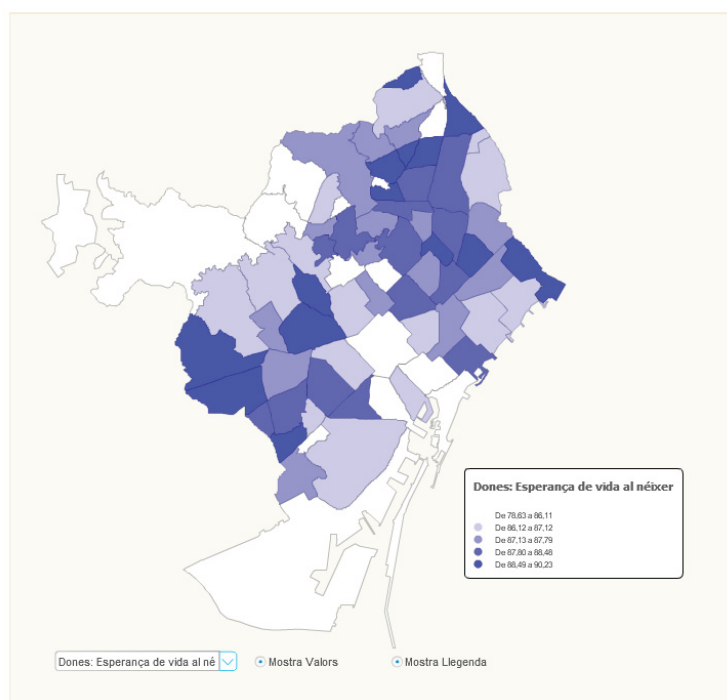 Dones: Esperança de vida al néixer
De 78,63 a 86,11
De 86,12 a 87,12
De 87,13 a 87,79
De 87,80 a 88,48
De 88,49 a 90,23
Dones: Esperança de vida al né
Mostra Valors
Mostra Llegenda